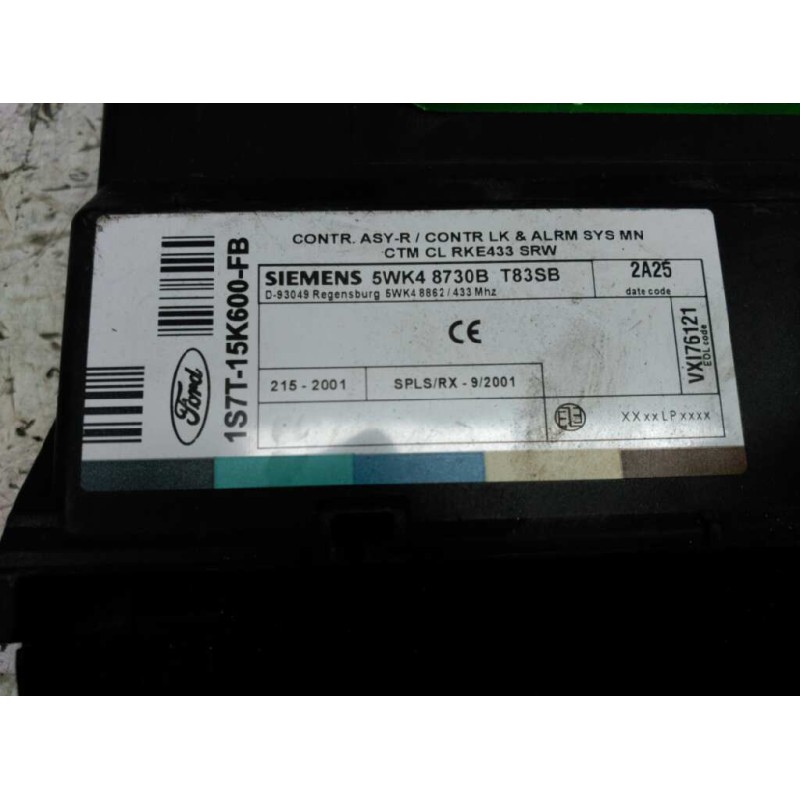 CONTR. ASY-R / CONTR LK & ALRM SYS MN
CTM CL RKE433 SRW
SIEMENS 5WK4 8730B T83SB
D-93049 Regensburg 5WK4 8862 / 433 Mhz
2A25
date code
CE
VXI76121
EOL code
215 - 2001
SPLS/RX - 9/2001
XXxxLPxxxx
Ford
1S7T-15K600-FB